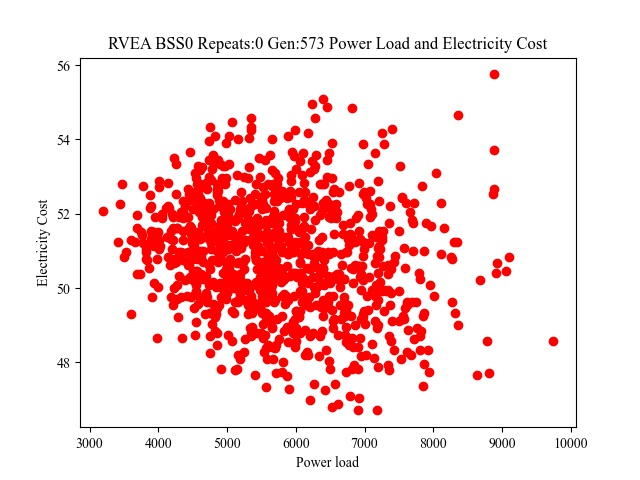 RVEA BSS0 Repeats:0 Gen:573 Power Load and Electricity Cost
56
54
52
50
48
Electricity Cost
3000 4000 5000 6000 7000 8000 9000 10000
Power load